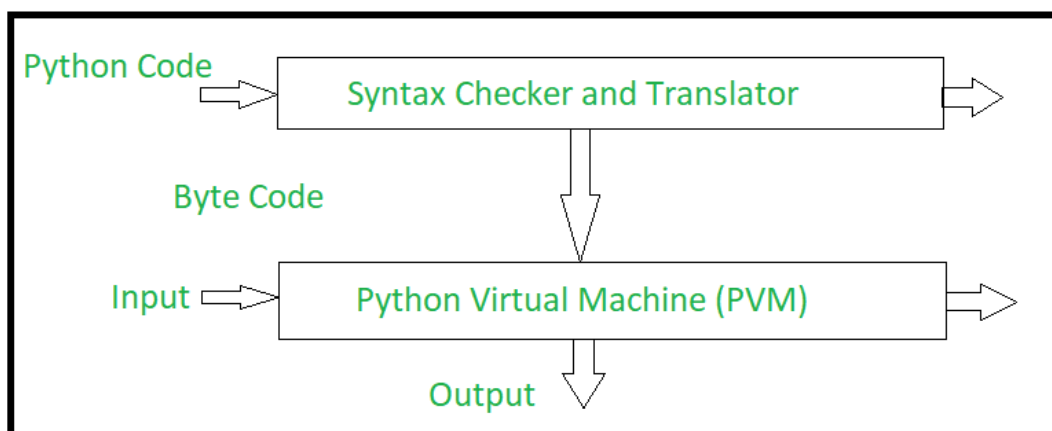 Python Code
Syntax Checker and Translator
Byte Code
Input
Python Virtual Machine (PVM)
Output